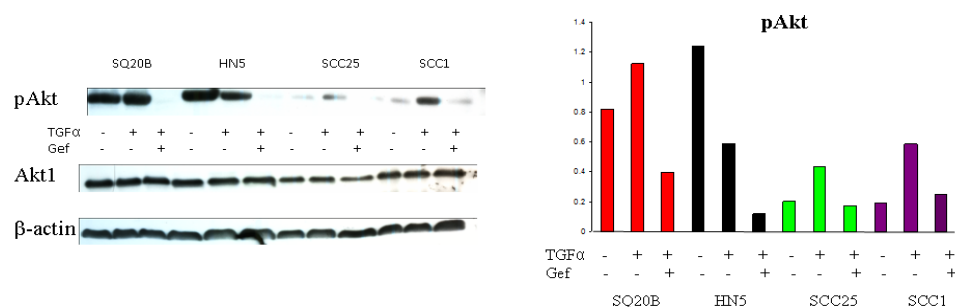 SQ20B HN5 SCC25 SCC1
pAkt
TGFα - + + - + + - + + - + +
Gef - - + - - + - - + - - +
Akt1
β-actin
pAkt
1.4
1.2
1
0.8
0.6
0.4
0.2
0
TGFα - + + - + + - + + - + +
Gef - - + - - + - - + - - +
SQ20B HN5 SCC25 SCC1